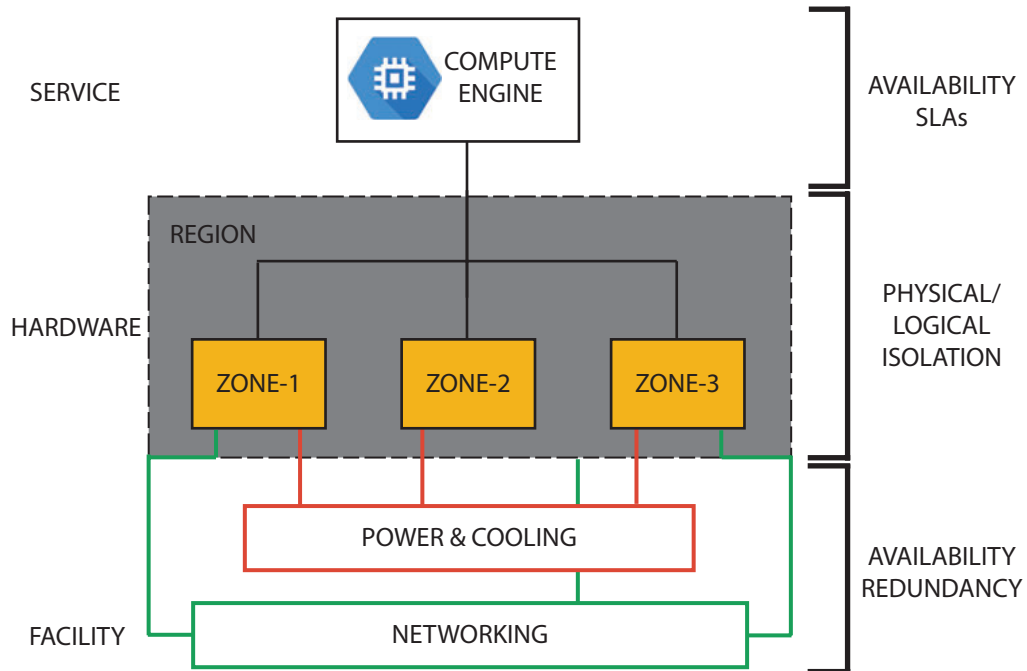 SERVICE
COMPUTE
ENGINE
AVAILABILITY
SLAs
REGION
HARDWARE
ZONE-1
ZONE-2
ZONE-3
PHYSICAL/
LOGICAL
ISOLATION
POWER & COOLING
AVAILABILITY
REDUNDANCY
FACILITY
NETWORKING